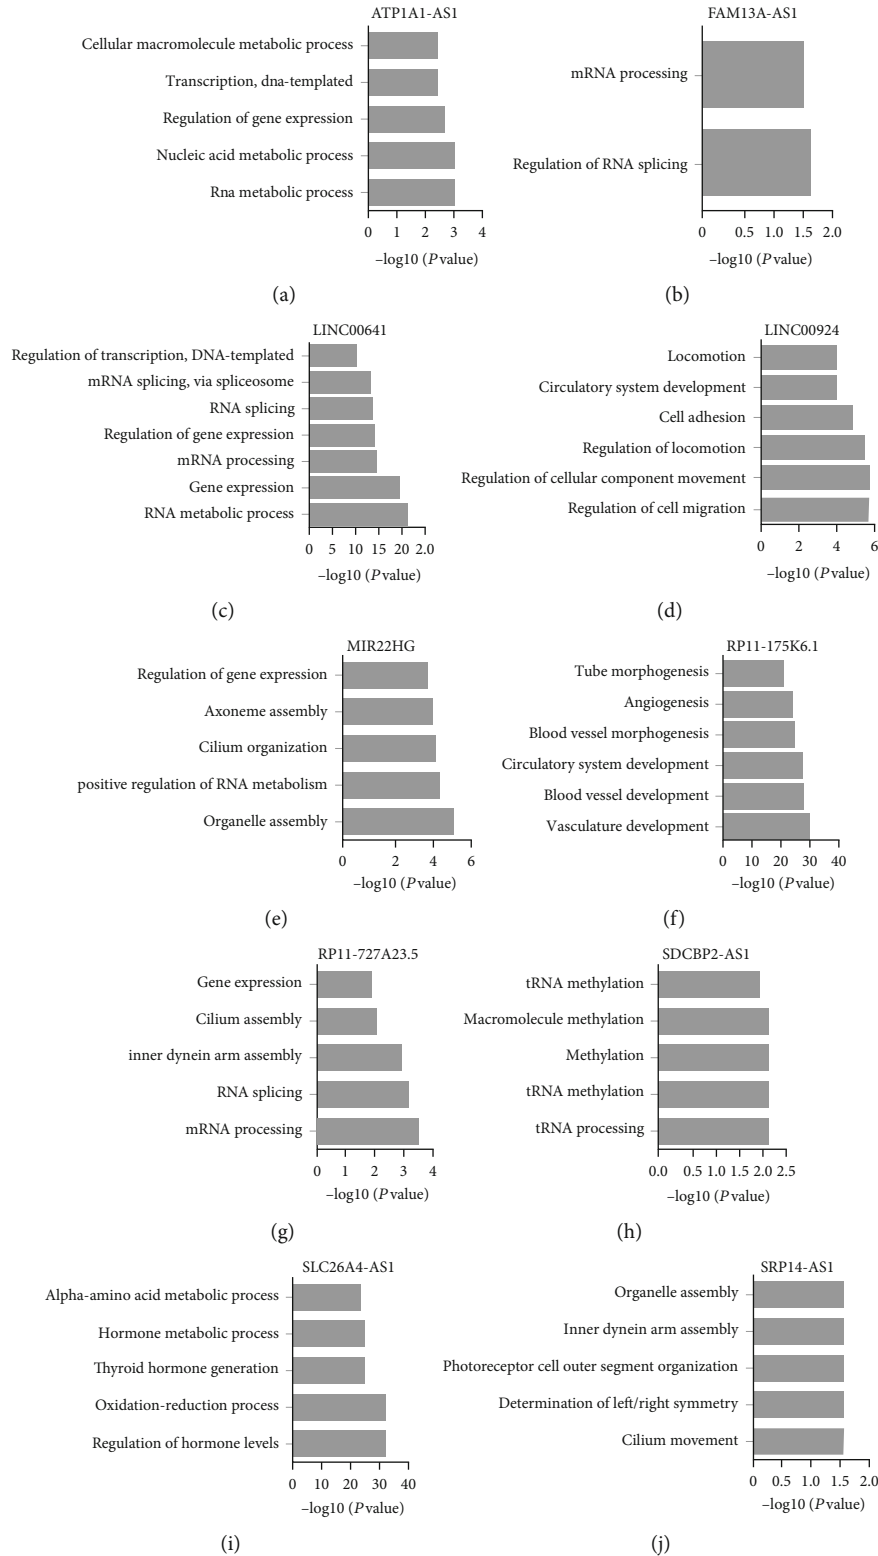 ATP1A1-AS1
Cellular macromolecule metabolic process
Transcription, dna-templated
Regulation of gene expression
Nucleic acid metabolic process
Rna metabolic process
0 1 2 3 4
–log10 (P value)
(a)
FAM13A-AS1
mRNA processing
Regulation of RNA splicing
0 0.5 1.0 1.5 2.0
–log10 (P value)
(b)
LINC00641
Regulation of transcription, DNA-templated
mRNA splicing, via spliceosome
RNA splicing
Regulation of gene expression
mRNA processing
Gene expression
RNA metabolic process
0 5 10 15 20 2.0
–log10 (P value)
(c)
LINC00924
Locomotion
Circulatory system development
Cell adhesion
Regulation of locomotion
Regulation of cellular component movement
Regulation of cell migration
0 2 4 6
–log10 (P value)
(d)
MIR22HG
Regulation of gene expression
Axoneme assembly
Cilium organization
positive regulation of RNA metabolism
Organelle assembly
0 2 4 6
–log10 (P value)
(e)
RP11-175K6.1
Tube morphogenesis
Angiogenesis
Blood vessel morphogenesis
Circulatory system development
Blood vessel development
Vasculature development
0 10 20 30 40
–log10 (P value)
(f)
RP11-727A23.5
Gene expression
Cilium assembly
inner dynein arm assembly
RNA splicing
mRNA processing
0 1 2 3 4
–log10 (P value)
(g)
SDCBP2-AS1
tRNA methylation
Macromolecule methylation
Methylation
tRNA methylation
tRNA processing
0.0 0.5 1.0 1.5 2.0 2.5
–log10 (P value)
(h)
SLC26A4-AS1
Alpha-amino acid metabolic process
Hormone metabolic process
Thyroid hormone generation
Oxidation-reduction process
Regulation of hormone levels
0 10 20 30 40
–log10 (P value)
(i)
SRP14-AS1
Organelle assembly
Inner dynein arm assembly
Photoreceptor cell outer segment organization
Determination of left/right symmetry
Cilium movement
0 0.5 1.0 1.5 2.0
–log10 (P value)
(j)